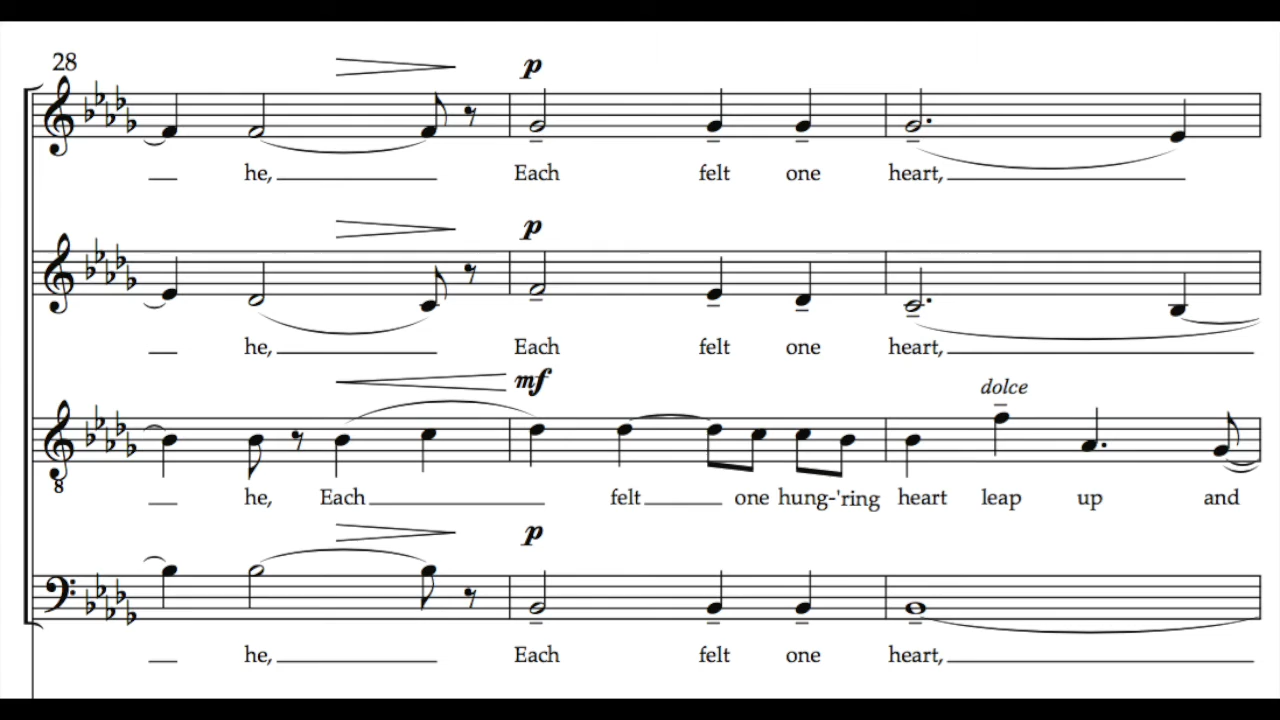 28
p
he, Each felt one heart,
p
he, Each felt one heart,
mf
dolce
8
he, Each felt one hung-'ring heart leap up and
p
he, Each felt one heart,